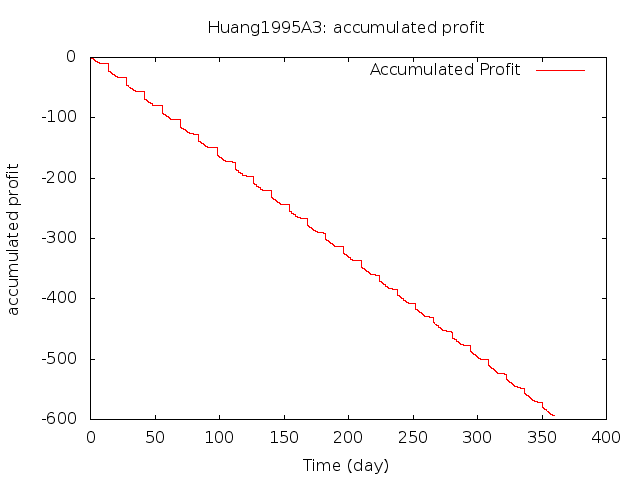 Huang1995A3: accumulated profit
Accumulated Profit
accumulated profit
0
-100
-200
-300
-400
-500
-600
0 50 100 150 200 250 300 350 400
Time (day)